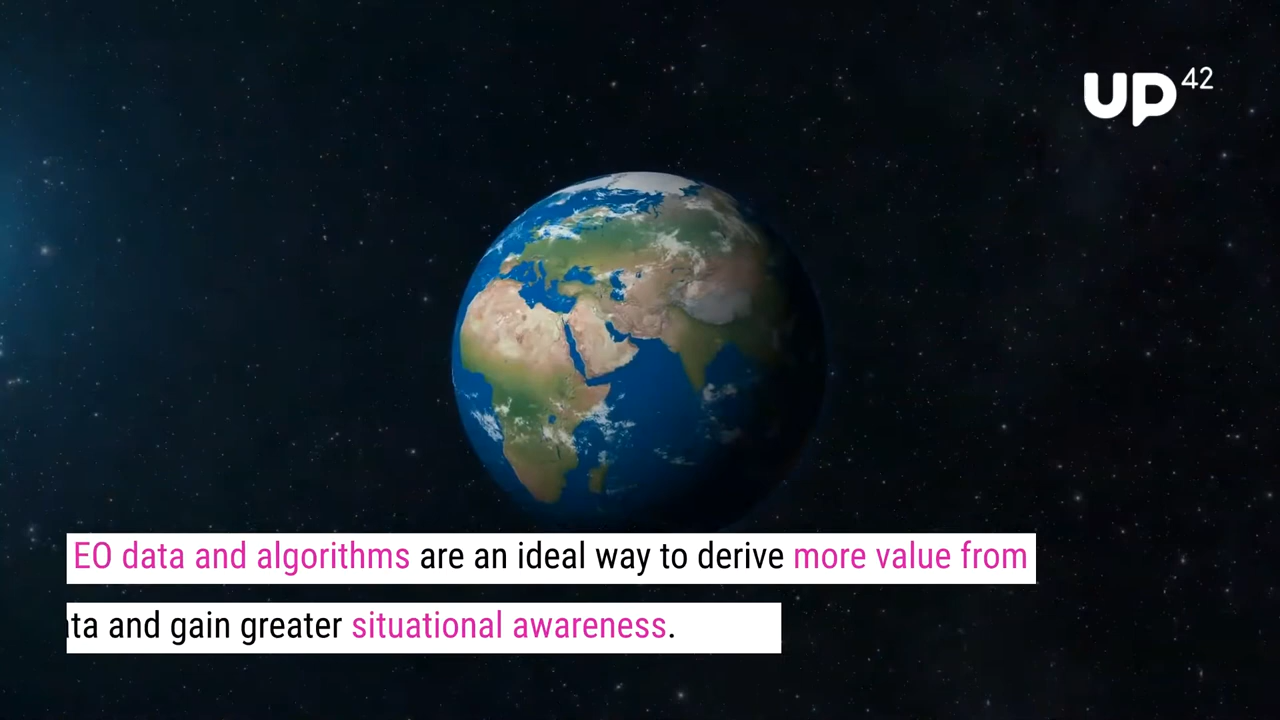 UP42
EO data and algorithms are an ideal way to derive more value from
and gain greater situational awareness.